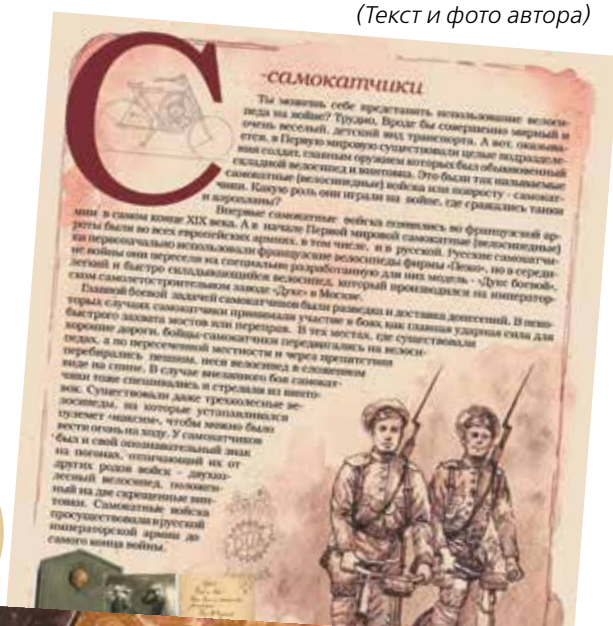 (Текст и фото автора)
С
-самокатчики
Ты можешь себе представить использование велоси-
педа на войне? Трудно. Вроде бы совершенно мирный и
очень веселый, детский вид транспорта. А вот, оказыва-
ется, в Первую мировую существовали целые подразделе-
ния солдат, главным оружием которых был обыкновенный
складной велосипед и винтовка. Это были так называемые
самокатные (велосипедные) войска или попросту - самокат-
чики. Какую роль они играли на войне, где сражались танки
и аэропланы?
Впервые самокатные войска появились во французской ар-
мии в самом конце XIX века. А в начале Первой мировой самокатные (велосипедные)
роты были во всех европейских армиях, в том числе, и в русской. Русские самокатчи-
ки первоначально использовали французские велосипеды фирмы «Пежо», но в середи-
не войны они пересели на специально разработанную для них модель - «Дукс боевой»,
легкий и быстро складывающийся велосипед, который производился на император-
ском самолетостроительном заводе «Дукс» в Москве.
Главной боевой задачей самокатчиков были разведка и доставка донесений. В неко-
торых случаях самокатчики принимали участие в боях как главная ударная сила для
быстрого захвата мостов или переправ. В тех местах, где существовали
хорошие дороги, бойцы-самокатчики передвигались на велоси-
педах, а по пересеченной местности и через препятствия
перебирались пешком, неся велосипед в сложенном
виде на спине. В случае внезапного боя самокат-
чики тоже спешивались и стреляли из винто-
вок. Существовали даже трехколесные ве-
лосипеды, на которые устанавливался
пулемет «максим», чтобы можно было
вести огонь на ходу. У самокатчиков
был и свой опознавательный знак
на погонах, отличающий их от
других родов войск - двухко-
лесный велосипед, положен-
ный на две скрещенные вин-
товки. Самокатные войска
просуществовали в русской
императорской армии до
самого конца войны.